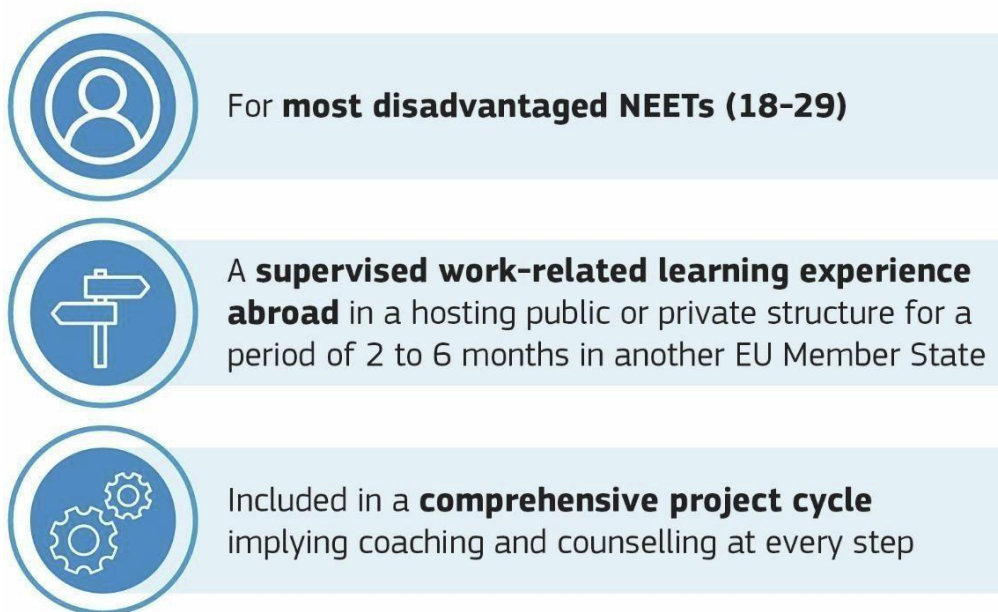 For most disadvantaged NEETs (18-29)
A supervised work-related learning experience
abroad in a hosting public or private structure for a
period of 2 to 6 months in another EU Member State
Included in a comprehensive project cycle
implying coaching and counselling at every step